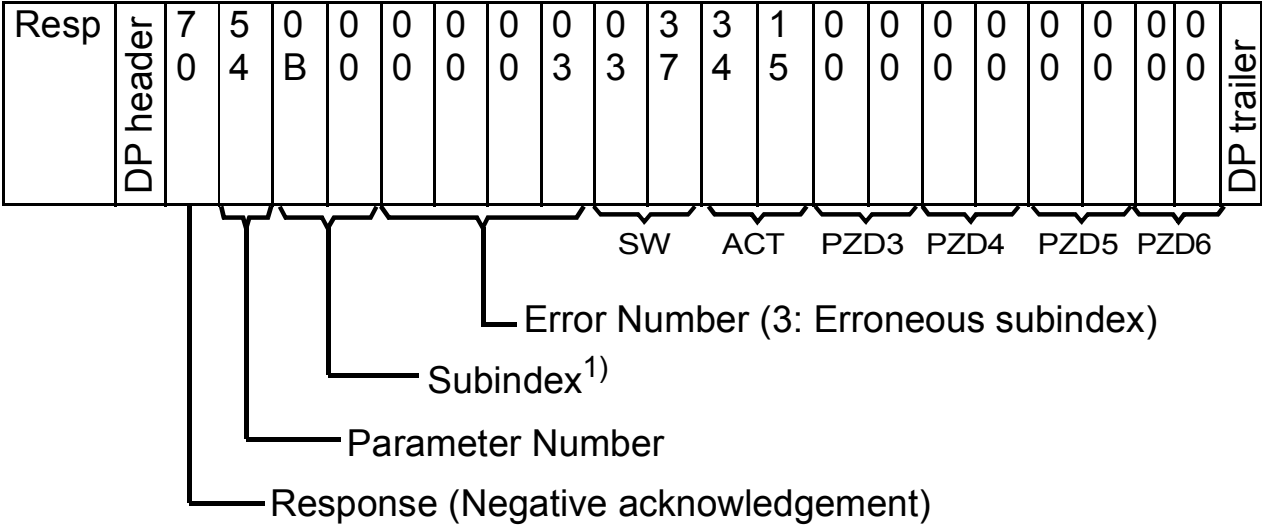 Resp DP header 7 5 0 0 0 0 0 0 0 3 3 1 0 0 0 0 0 0 0 0 DP trailer
0 4 B 0 0 0 0 3 3 7 4 5 0 0 0 0 0 0 0 0
SW ACT PZD3 PZD4 PZD5 PZD6
Error Number (3: Erroneous subindex)
Subindex1)
Parameter Number
Response (Negative acknowledgement)